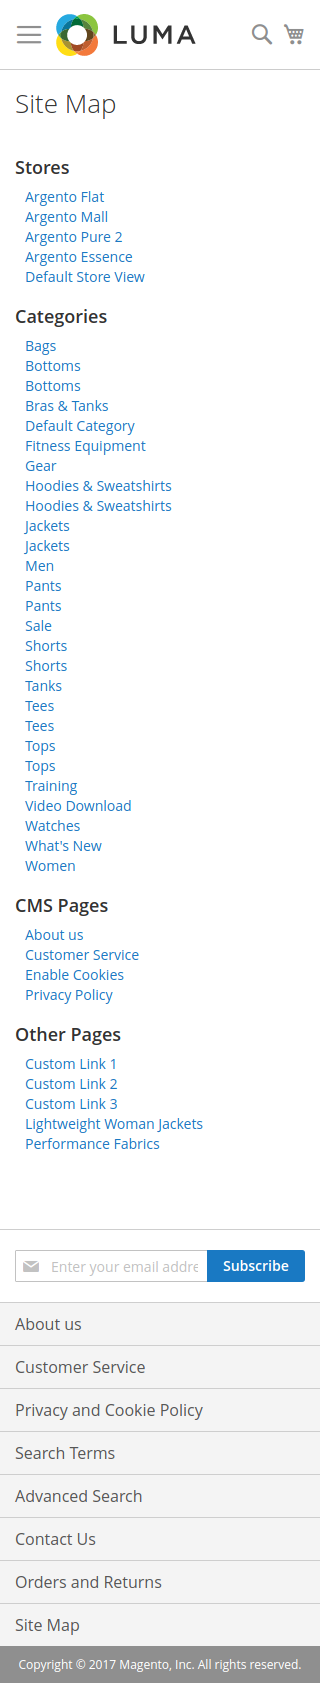 LUMA
Site Map
Stores
Argento Flat
Argento Mall
Argento Pure 2
Argento Essence
Default Store View
Categories
Bags
Bottoms
Bottoms
Bras & Tanks
Default Category
Fitness Equipment
Gear
Hoodies & Sweatshirts
Hoodies & Sweatshirts
Jackets
Jackets
Men
Pants
Pants
Sale
Shorts
Shorts
Tanks
Tees
Tees
Tops
Tops
Training
Video Download
Watches
What's New
Women
CMS Pages
About us
Customer Service
Enable Cookies
Privacy Policy
Other Pages
Custom Link 1
Custom Link 2
Custom Link 3
Lightweight Woman Jackets
Performance Fabrics
Enter your email addre Subscribe
About us
Customer Service
Privacy and Cookie Policy
Search Terms
Advanced Search
Contact Us
Orders and Returns
Site Map
Copyright © 2017 Magento, Inc. All rights reserved.